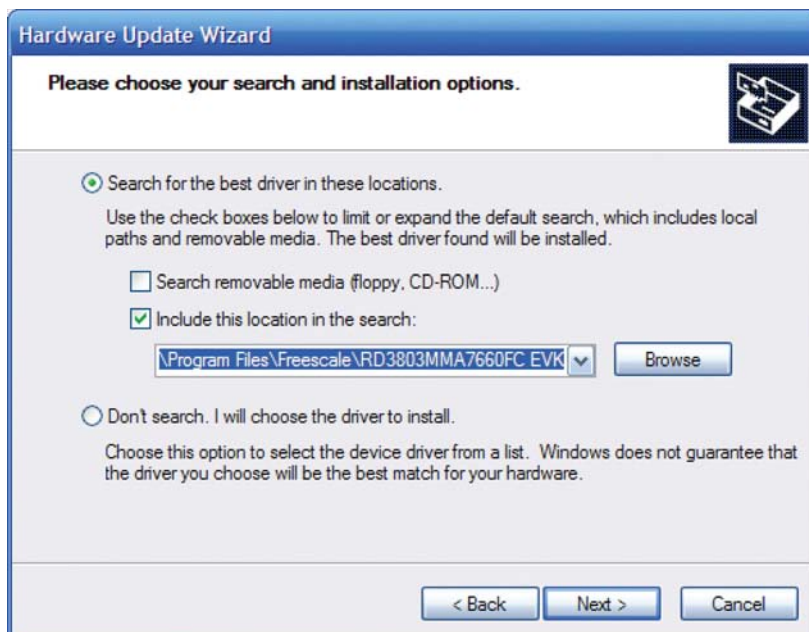 Hardware Update Wizard
Please choose your search and installation options.
Search for the best driver in these locations.
Use the check boxes below to limit or expand the default search, which includes local
paths and removable media. The best driver found will be installed.
Search removable media (floppy, CD-ROM...)
Include this location in the search:
\Program Files\Freescale\RD3803MMA7660FC EVK
Browse
Don't search. I will choose the driver to install.
Choose this option to select the device driver from a list. Windows does not guarantee that
the driver you choose will be the best match for your hardware.
< Back
Next >
Cancel